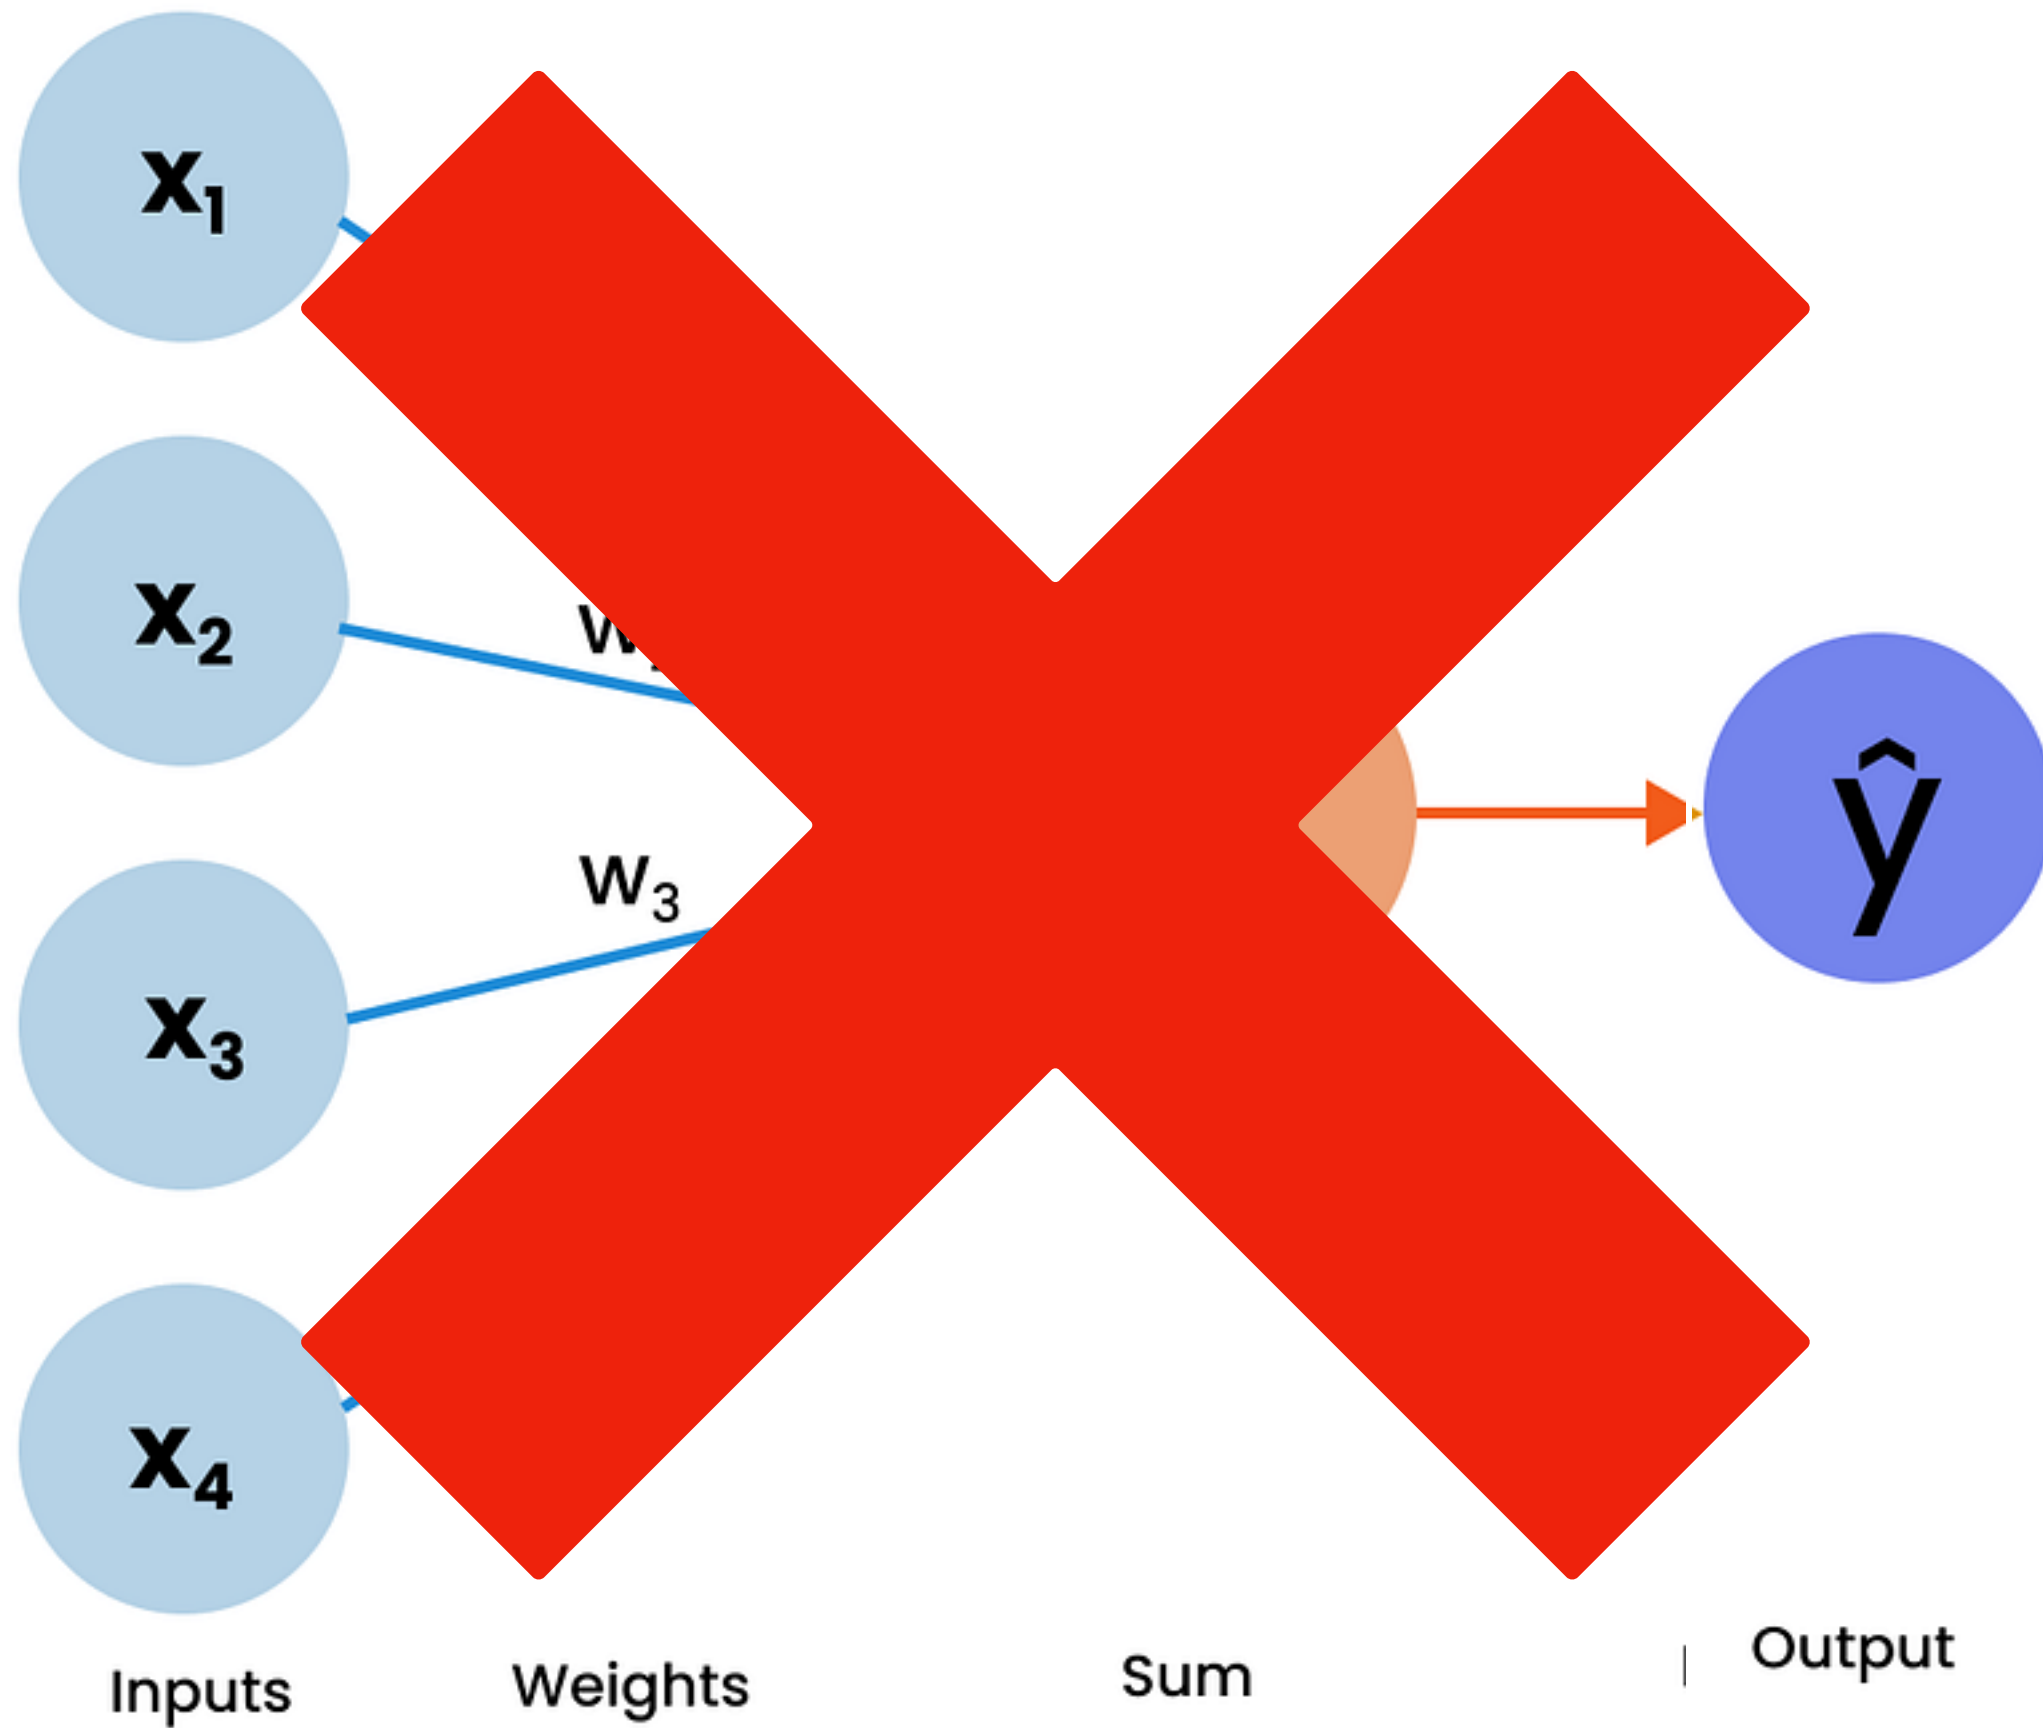 x₁
x₂
x₃
W₃
ŷ
x₄
Inputs Weights Sum Output